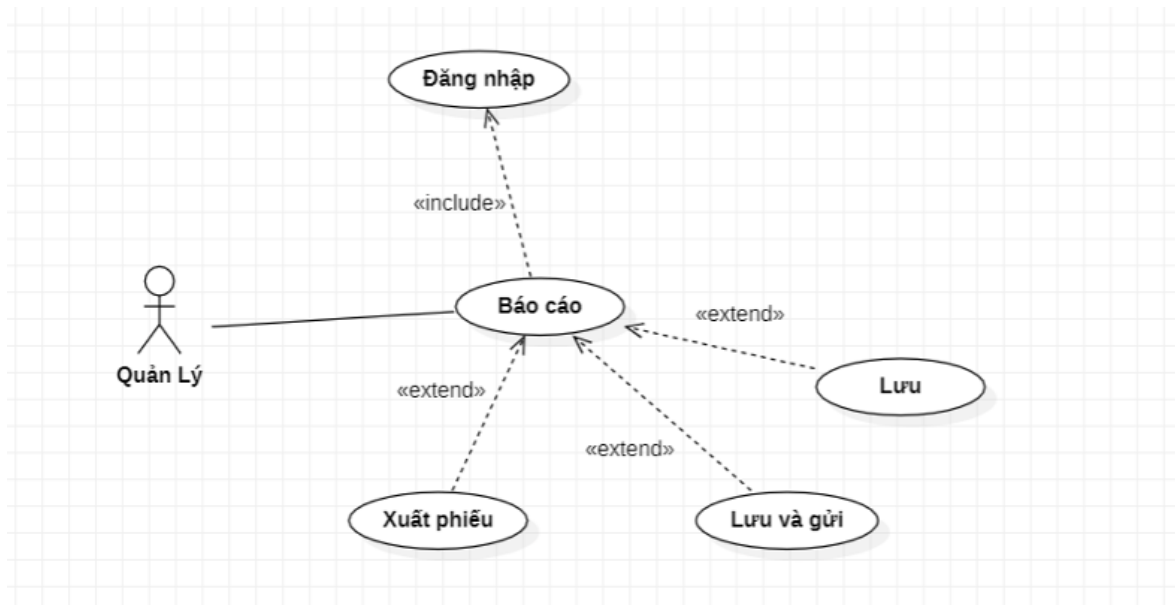 Đăng nhập
«include»
Báo cáo
«extend»
Quản Lý
Lưu
«extend»
«extend»
Xuất phiếu
Lưu và gửi